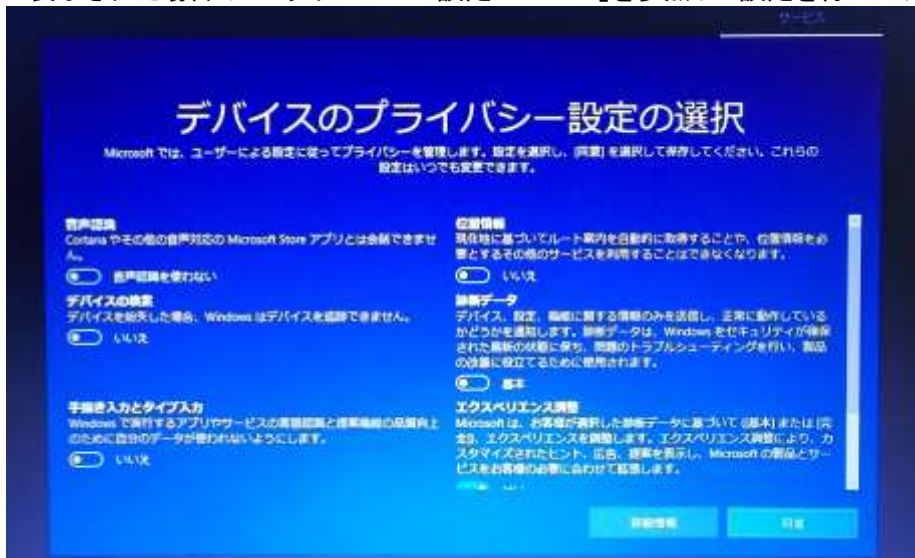 サービス
デバイスのプライバシー設定の選択
Microsoft では、ユーザーによる設定に従ってプライバシーを管理します。設定を選択し、[同意] を選択して保存してください。これらの
設定はいつでも変更できます。
音声認識
Cortana やその他の音声対応の Microsoft Store アプリとは会話できませ
ん。
音声認識を使わない
デバイスの検索
デバイスを紛失した場合、Windows はデバイスを追跡できません。
いいえ
手書き入力とタイプ入力
Windows で実行するアプリやサービスの言語認識と提案機能の品質向上
のために自分のデータが使われないようにします。
いいえ
位置情報
現在地に基づいてルート案内を自動的に取得することや、位置情報を必
要とするその他のサービスを利用することはできなくなります。
いいえ
診断データ
デバイス、設定、機能に関する情報のみを送信し、正常に動作している
かどうかを通知します。診断データは、Windows をセキュリティが確保
された最新の状態に保ち、問題のトラブルシューティングを行い、製品
の改善に役立てるために使用されます。
基本
エクスペリエンス調整
Microsoft は、お客様が選択した診断データに基づいて ([基本] または [完
全])、エクスペリエンスを調整します。エクスペリエンス調整により、カ
スタマイズされたヒント、広告、提案を表示し、Microsoft の製品とサー
ビスをお客様の必要に合わせて拡張します。
詳細情報
同意